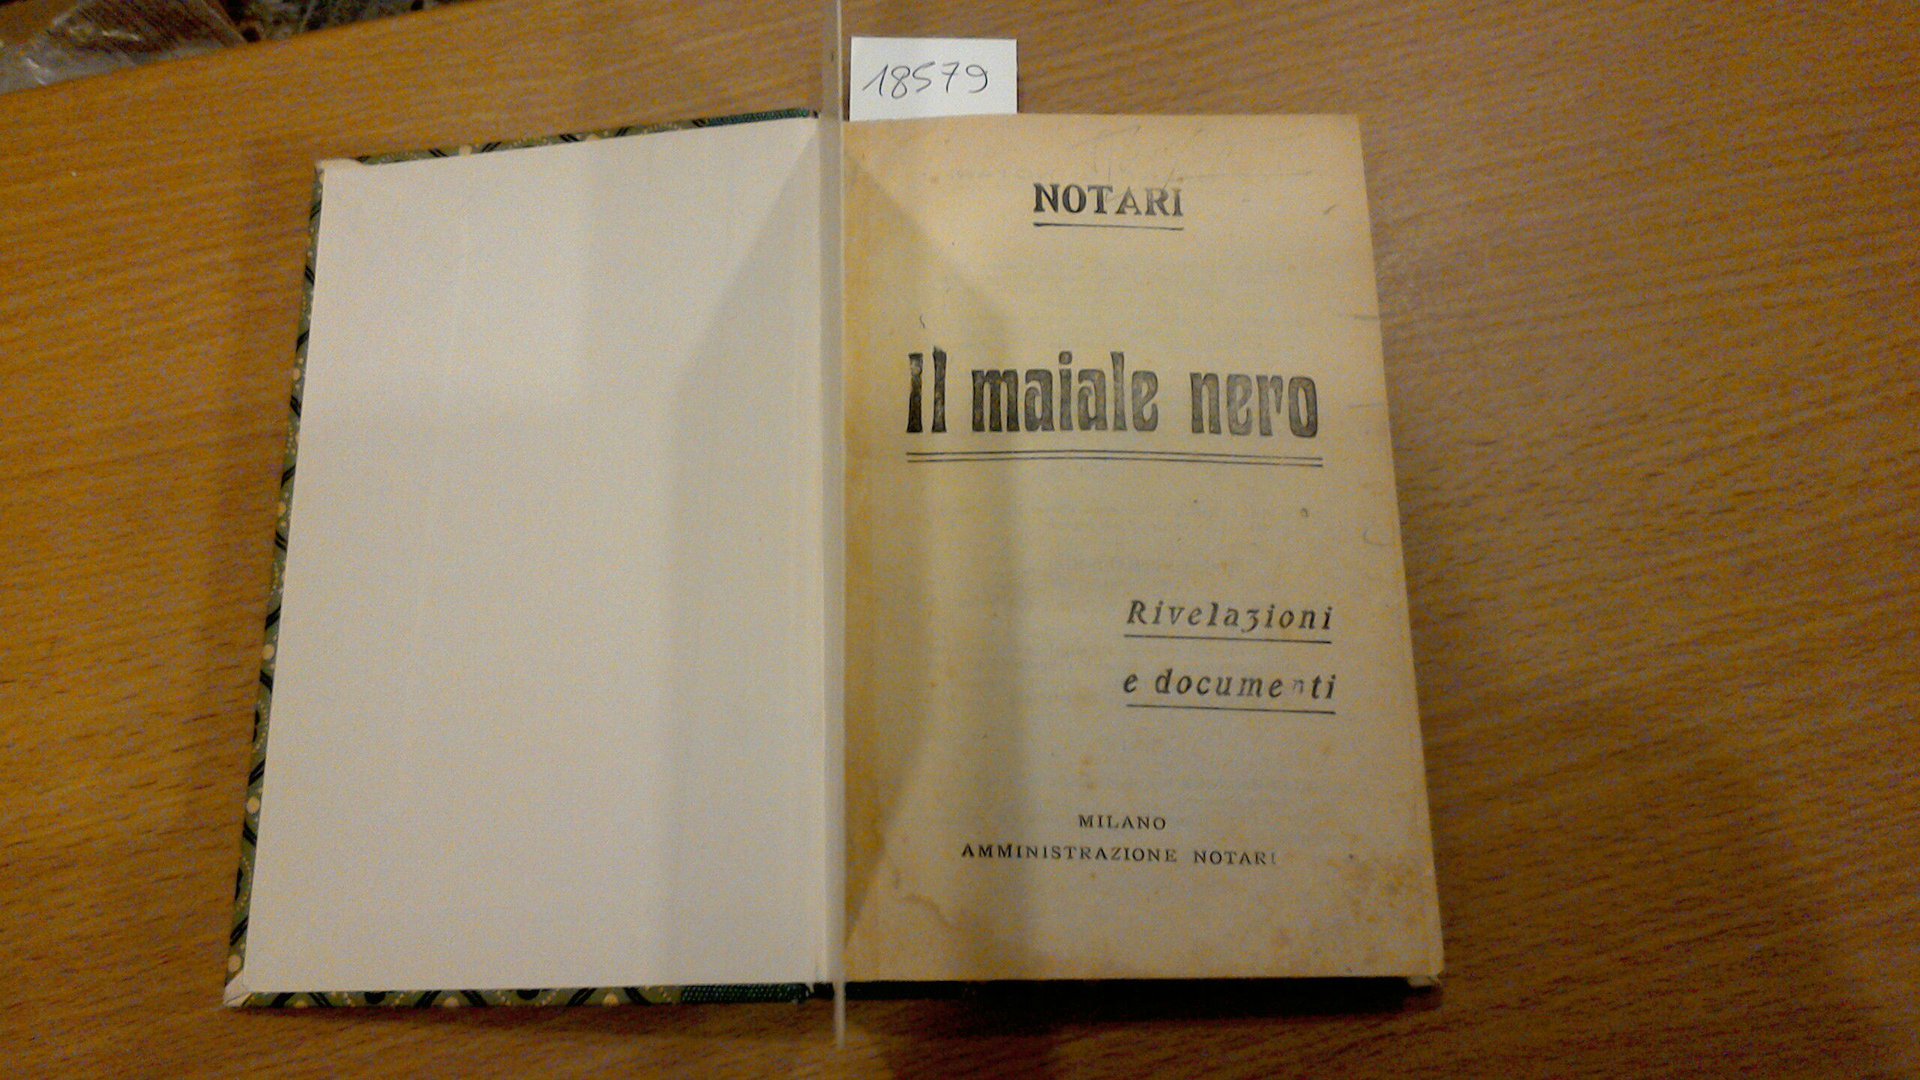 18579
NOTARI
Il maiale nero
Rivelazioni
e documenti
MILANO
AMMINISTRAZIONE NOTARI